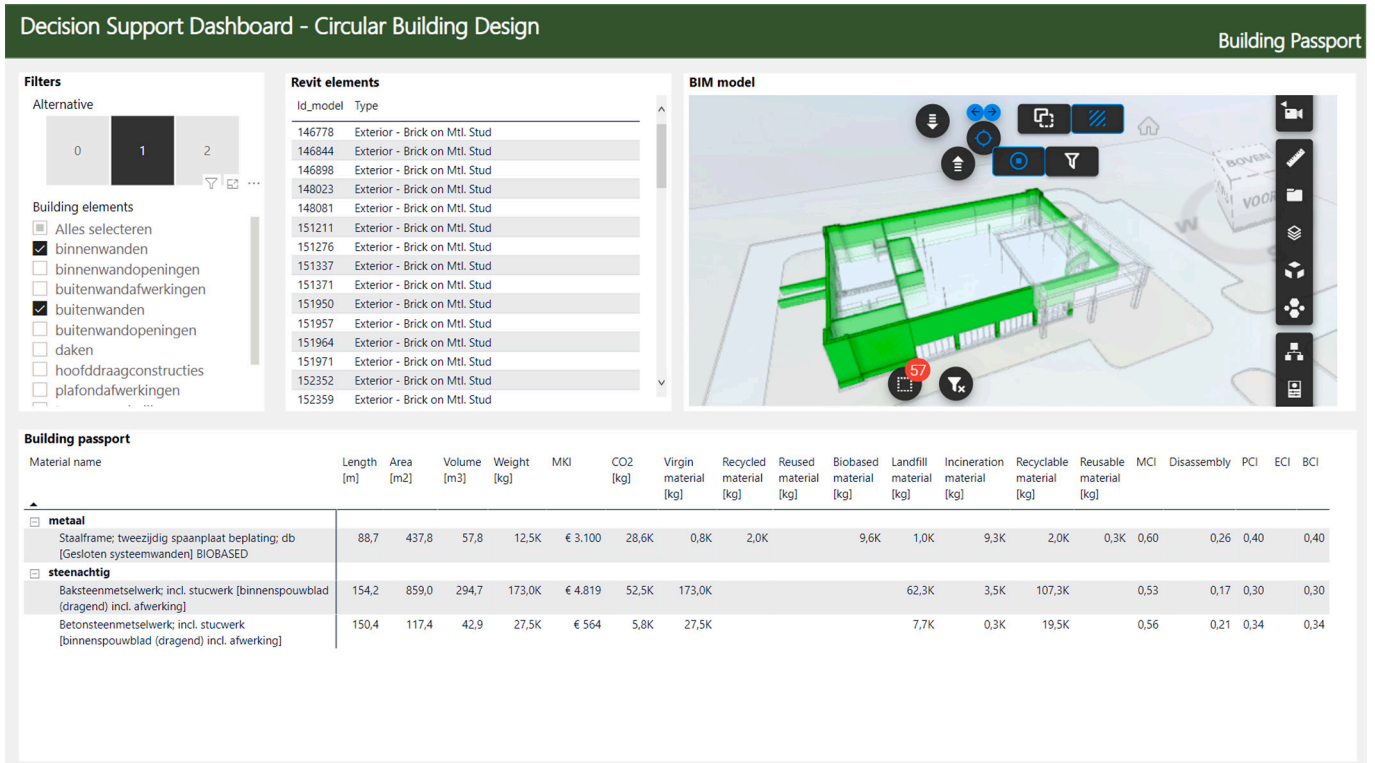 Decision Support Dashboard - Circular Building Design
Building Passport
Filters
Alternative
0 1 2
Building elements
Alles selecteren
binnenwanden
binnenwandopeningen
buitenwandafwerkingen
buitenwanden
buitenwandopeningen
daken
hoofddraagconstructies
plafondafwerkingen
Revit elements
Id_model Type
146778 Exterior - Brick on Mtl. Stud
146844 Exterior - Brick on Mtl. Stud
146898 Exterior - Brick on Mtl. Stud
148023 Exterior - Brick on Mtl. Stud
148081 Exterior - Brick on Mtl. Stud
151211 Exterior - Brick on Mtl. Stud
151276 Exterior - Brick on Mtl. Stud
151337 Exterior - Brick on Mtl. Stud
151371 Exterior - Brick on Mtl. Stud
151950 Exterior - Brick on Mtl. Stud
151957 Exterior - Brick on Mtl. Stud
151964 Exterior - Brick on Mtl. Stud
151971 Exterior - Brick on Mtl. Stud
152352 Exterior - Brick on Mtl. Stud
152359 Exterior - Brick on Mtl. Stud
BIM model
BOVEN
VOOR
W
57
Building passport
Material name Length Area Volume Weight MKI CO2 Virgin Recycled Reused Biobased Landfill Incineration Recyclable Reusable MCI Disassembly PCI ECI BCI
[m] [m2] [m3] [kg] [kg] material material material material material material material material
[kg] [kg] [kg] [kg] [kg] [kg] [kg] [kg]
metaal
Staalframe; tweezijdig spaanplaat beplating; db 88,7 437,8 57,8 12,5K € 3.100 28,6K 0,8K 2,0K 9,6K 1,0K 9,3K 2,0K 0,3K 0,60 0,26 0,40 0,40
[Gesloten systeemwanden] BIOBASED
steenachtig
Baksteenmetselwerk; incl. stucwerk [binnenspouwblad 154,2 859,0 294,7 173,0K € 4.819 52,5K 173,0K 62,3K 3,5K 107,3K 0,53 0,17 0,30 0,30
(dragend) incl. afwerking]
Betonsteenmetselwerk; incl. stucwerk 150,4 117,4 42,9 27,5K € 564 5,8K 27,5K 7,7K 0,3K 19,5K 0,56 0,21 0,34 0,34
[binnenspouwblad (dragend) incl. afwerking]